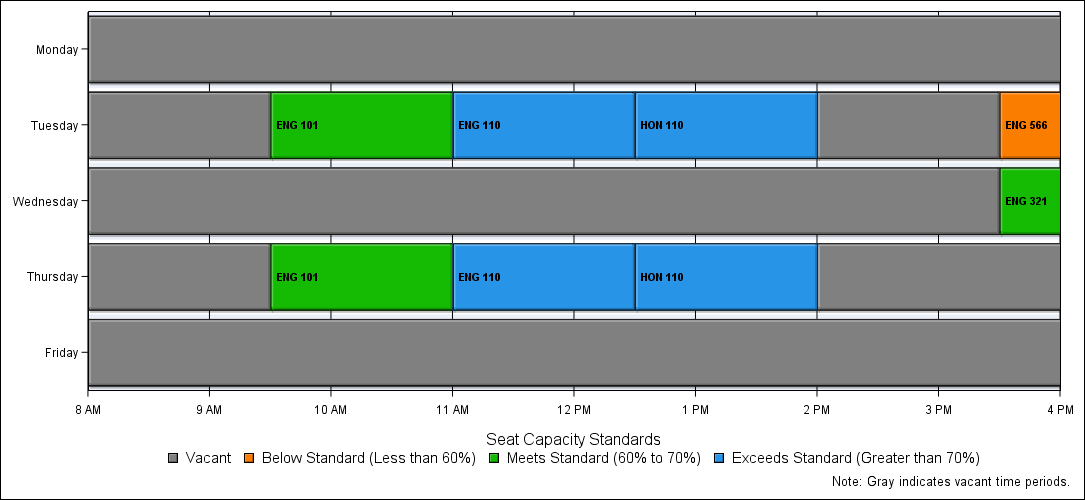 Monday
Tuesday
ENG 101
ENG 110
HON 110
ENG 566
Wednesday
ENG 321
Thursday
ENG 101
ENG 110
HON 110
Friday
8 AM 9 AM 10 AM 11 AM 12 PM 1 PM 2 PM 3 PM 4 PM
Seat Capacity Standards
Vacant Below Standard (Less than 60%) Meets Standard (60% to 70%) Exceeds Standard (Greater than 70%)
Note: Gray indicates vacant time periods.